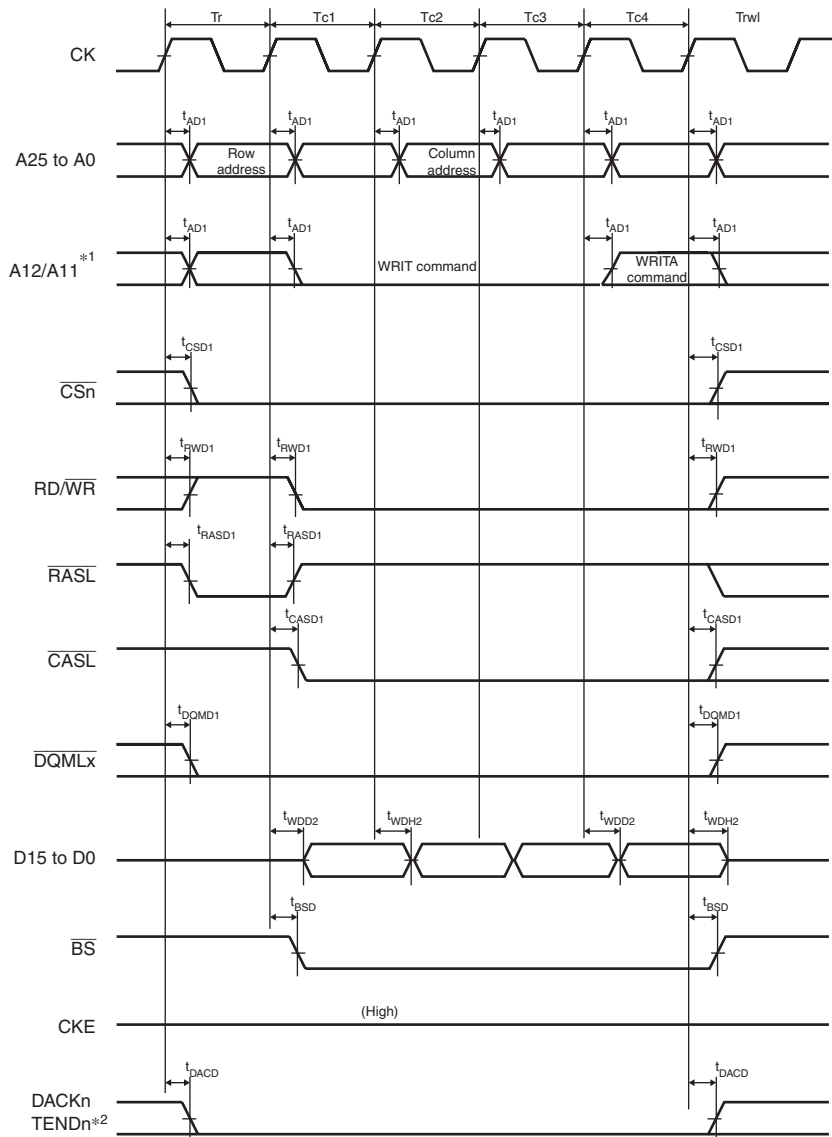 Tr Tc1 Tc2 Tc3 Tc4 Trwl
CK
tAD1 tAD1 tAD1 tAD1 tAD1 tAD1
A25 to A0
Row address
Column address
tAD1 tAD1 tAD1 tAD1
A12/A11*1
WRIT command
WRITA command
tCSD1 tCSD1
CSn
tRWD1 tRWD1 tRWD1
RD/WR
tRASD1 tRASD1
RASL
tCASD1 tCASD1
CASL
tDQMD1 tDQMD1
DQMLx
tWDD2 tWDH2 tWDD2 tWDH2
D15 to D0
tBSD tBSD
BS
(High)
CKE
tDACD tDACD
DACKn
TENDn*2